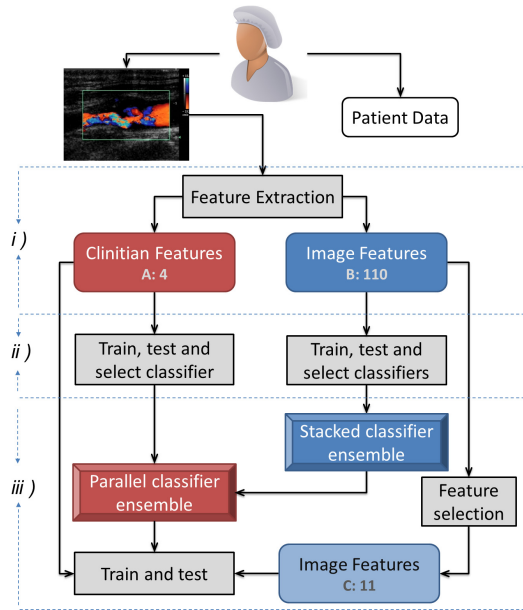 Patient Data
Feature Extraction
i )
Clinitian Features
A: 4
Image Features
B: 110
ii )
Train, test and
select classifier
Train, test and
select classifiers
Stacked classifier
ensemble
iii )
Parallel classifier
ensemble
Feature
selection
Train and test
Image Features
C: 11